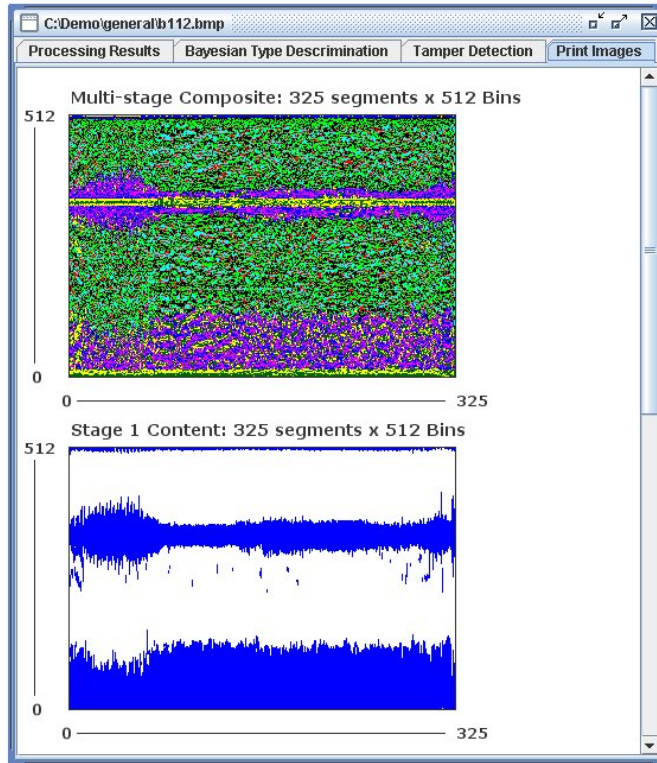 C:\Demo\general\b112.bmp
Processing Results Bayesian Type Descrimination Tamper Detection Print Images
Multi-stage Composite: 325 segments x 512 Bins
512
0
0 325
Stage 1 Content: 325 segments x 512 Bins
512
0
0 325